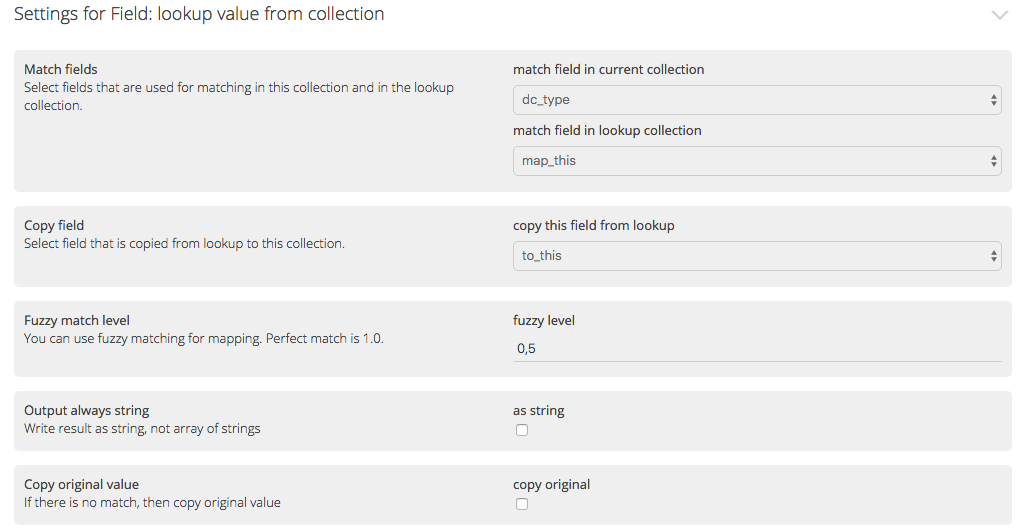 Settings for Field: lookup value from collection
Match fields
Select fields that are used for matching in this collection and in the lookup
collection.
match field in current collection
dc_type
match field in lookup collection
map_this
Copy field
Select field that is copied from lookup to this collection.
copy this field from lookup
to_this
Fuzzy match level
You can use fuzzy matching for mapping. Perfect match is 1.0.
fuzzy level
0,5
Output always string
Write result as string, not array of strings
as string
Copy original value
If there is no match, then copy original value
copy original